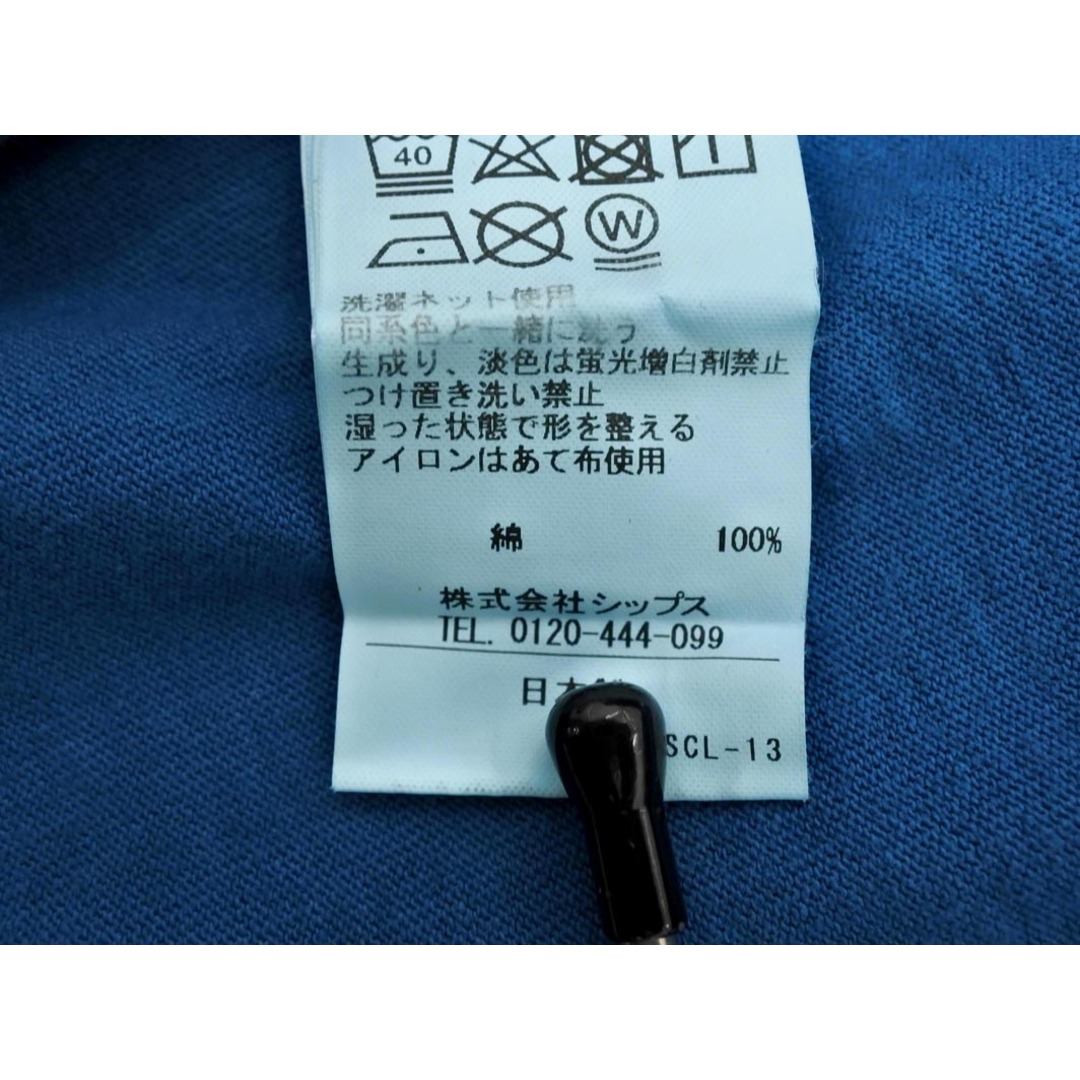 40
W
洗濯ネット使用
同系色と一緒に洗う
生成り、淡色は蛍光増白剤禁止
つけ置き洗い禁止
湿った状態で形を整える
アイロンはあて布使用
綿 100%
株式会社シップス
TEL. 0120-444-099
日本
SCL-13